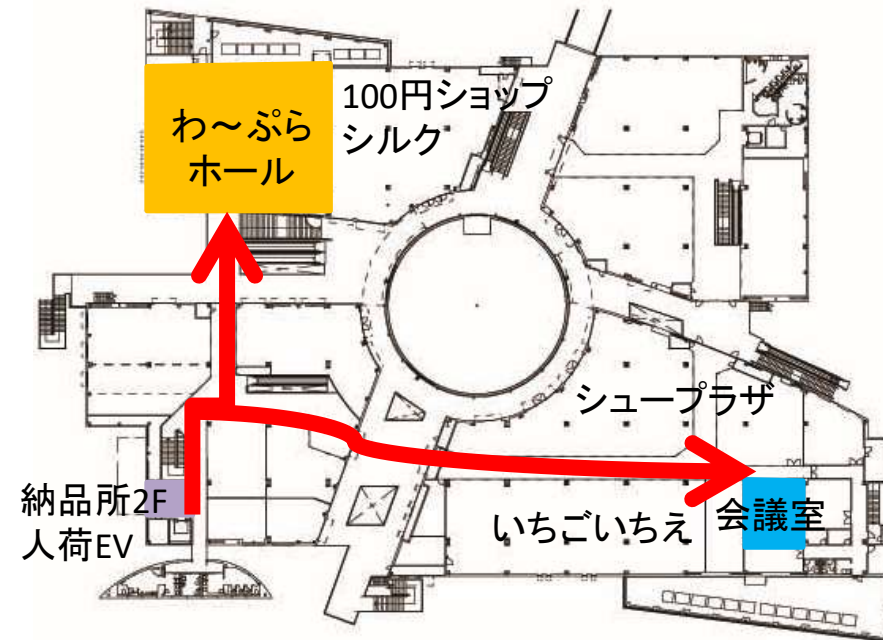 わ～ぷら
ホール
100円ショップ
シルク
シュープラザ
納品所2F
人荷EV
いちごいちえ
会議室